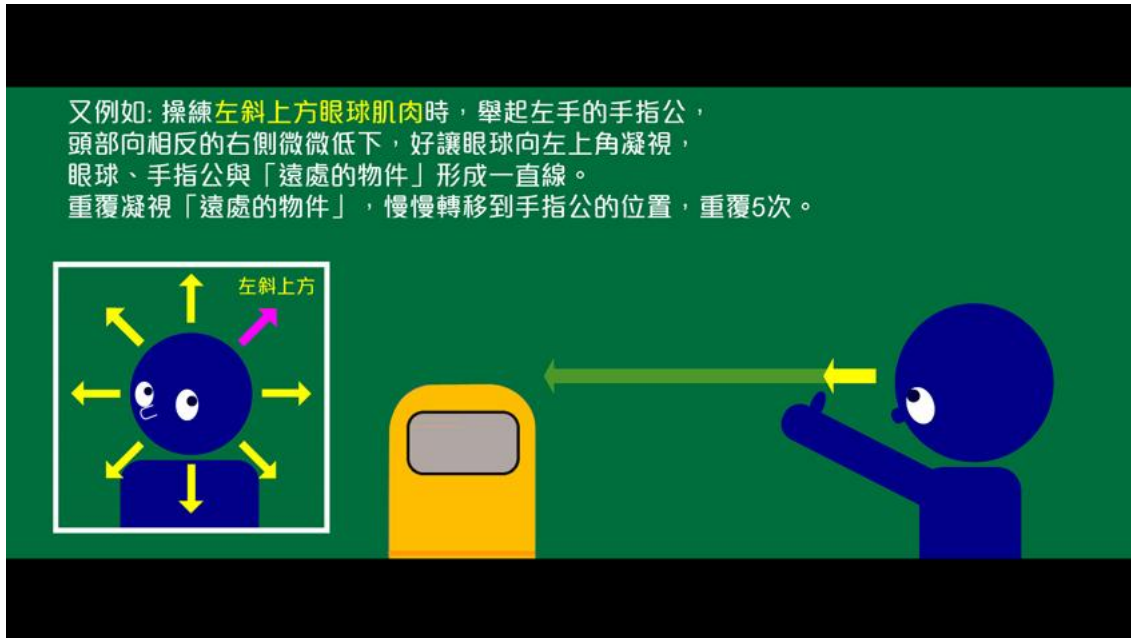 又例如: 操練左斜上方眼球肌肉時，舉起左手的手指公，
頭部向相反的右側微微低下，好讓眼球向左上角凝視，
眼球、手指公與「遠處的物件」形成一直線。
重覆凝視「遠處的物件」，慢慢轉移到手指公的位置，重覆5次。
左斜上方